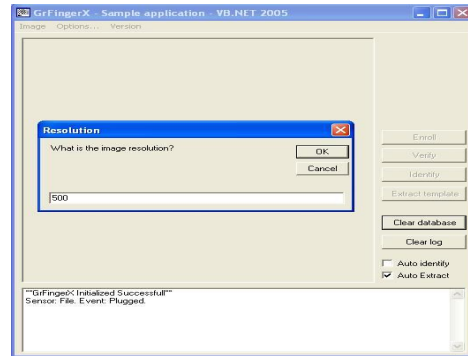 GrFingerX - Sample application - VB.NET 2005
Image Options... Version
Resolution
What is the image resolution?
OK
Cancel
500
Enroll
Verify
Identify
Extract template
Clear database
Clear log
Auto identify
Auto Extract
""GrFingerX Initialized Successfull""
Sensor: File. Event: Plugged.